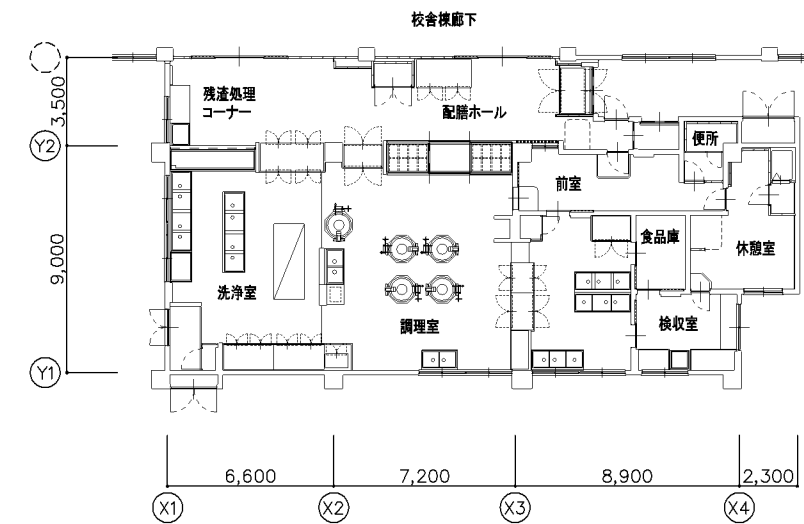 校舎棟廊下
残渣処理
コーナー
配膳ホール
3,500
Y2
便所
前室
食品庫
休憩室
9,000
洗浄室
調理室
検収室
Y1
6,600
7,200
8,900
2,300
X1
X2
X3
X4